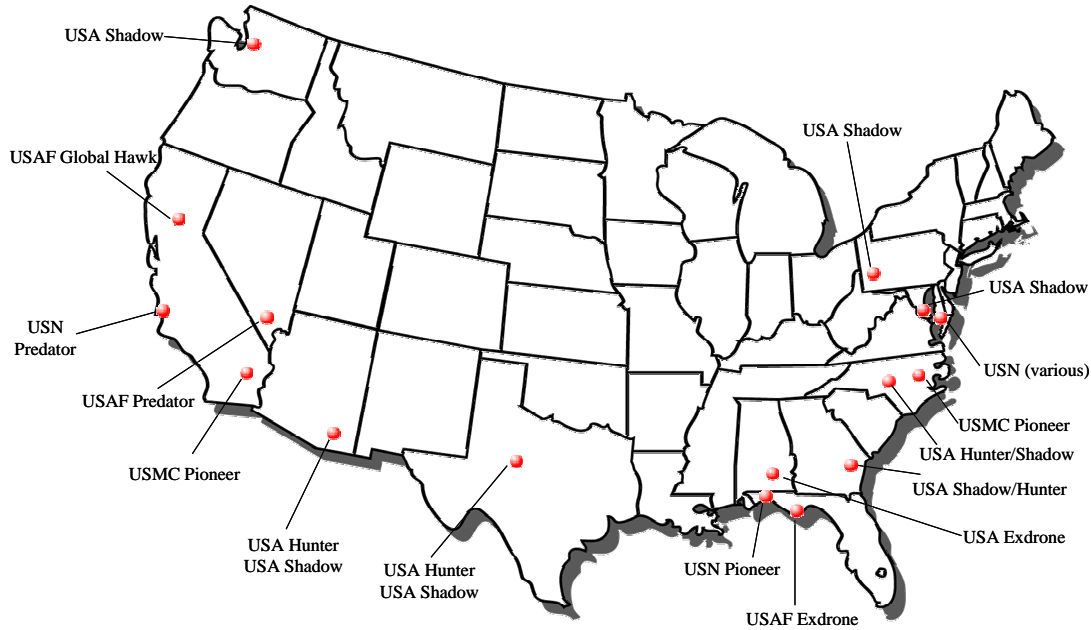 USA Shadow
USA Shadow
USAF Global Hawk
USA Shadow
USN
Predator
USN (various)
USAF Predator
USMC Pioneer
USA Hunter/Shadow
USMC Pioneer
USA Shadow/Hunter
USA Exdrone
USA Hunter
USA Shadow
USA Hunter
USA Shadow
USN Pioneer
USAF Exdrone